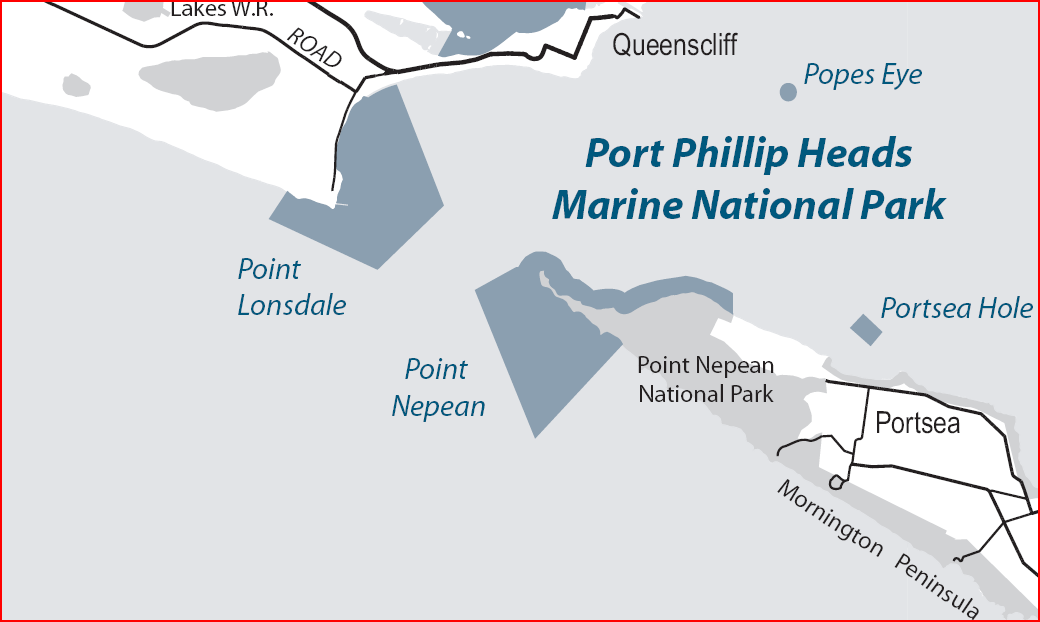 Lakes W.R.
ROAD
Queenscliff
Popes Eye
Port Phillip Heads
Marine National Park
Point
Lonsdale
Portsea Hole
Point
Nepean
Point Nepean
National Park
Portsea
Mornington Peninsula